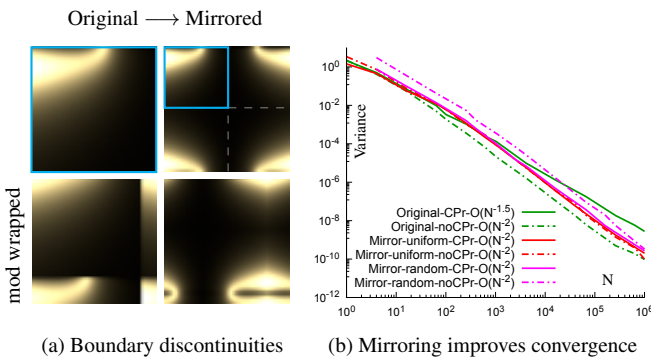 Original → Mirrored
mod wrapped
(a) Boundary discontinuities
10^0
10^-2
10^-4
10^-6
10^-8
10^-10
10^-12
Variance
Original-CPr-O(N^-1.5)
Original-noCPr-O(N^-2)
Mirror-uniform-CPr-O(N^-2)
Mirror-uniform-noCPr-O(N^-2)
Mirror-random-CPr-O(N^-2)
Mirror-random-noCPr-O(N^-2)
N
10^0 10^1 10^2 10^3 10^4 10^5 10^6
(b) Mirroring improves convergence